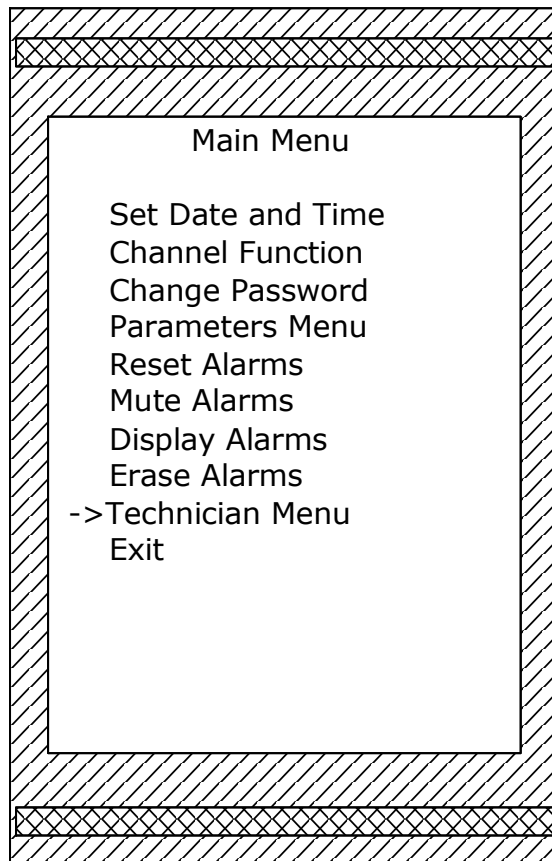 Main Menu
Set Date and Time
Channel Function
Change Password
Parameters Menu
Reset Alarms
Mute Alarms
Display Alarms
Erase Alarms
->Technician Menu
Exit